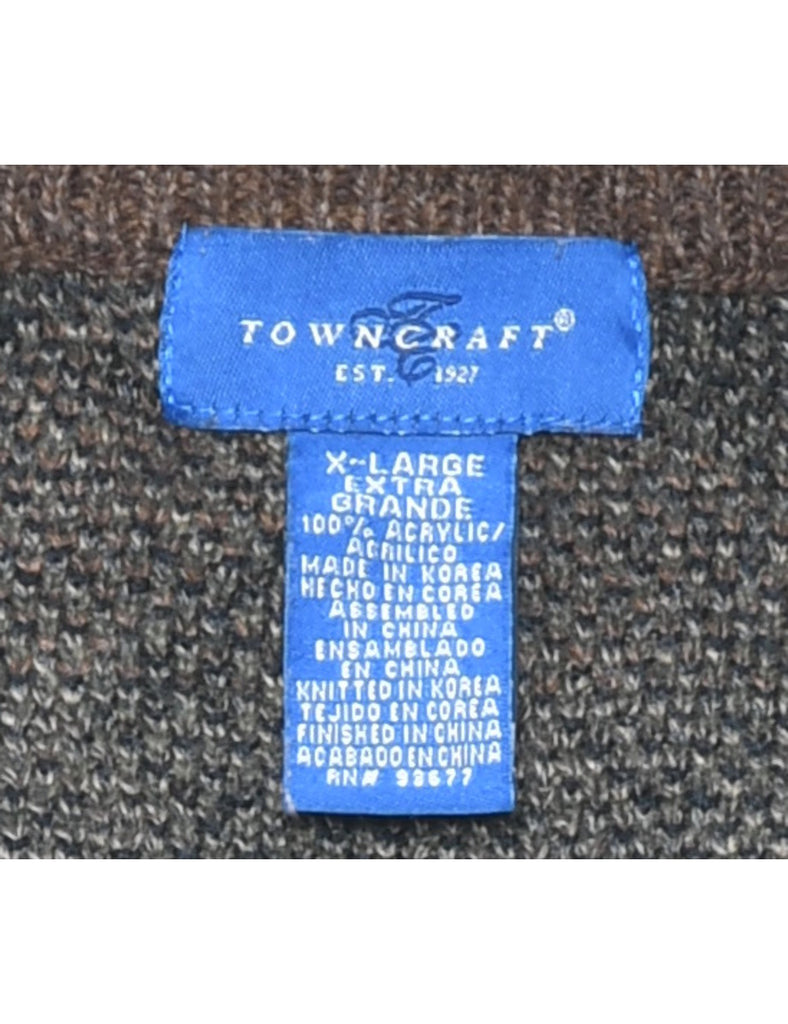 TOWNCRAFT®
EST. 1927
X-LARGE
EXTRA
GRANDE
100% ACRYLIC/
ACRILICO
MADE IN KOREA
HECHO EN COREA
ASSEMBLED
IN CHINA
ENSAMBLADO
EN CHINA
KNITTED IN KOREA
TEJIDO EN COREA
FINISHED IN CHINA
ACABADO EN CHINA
RN# 93677